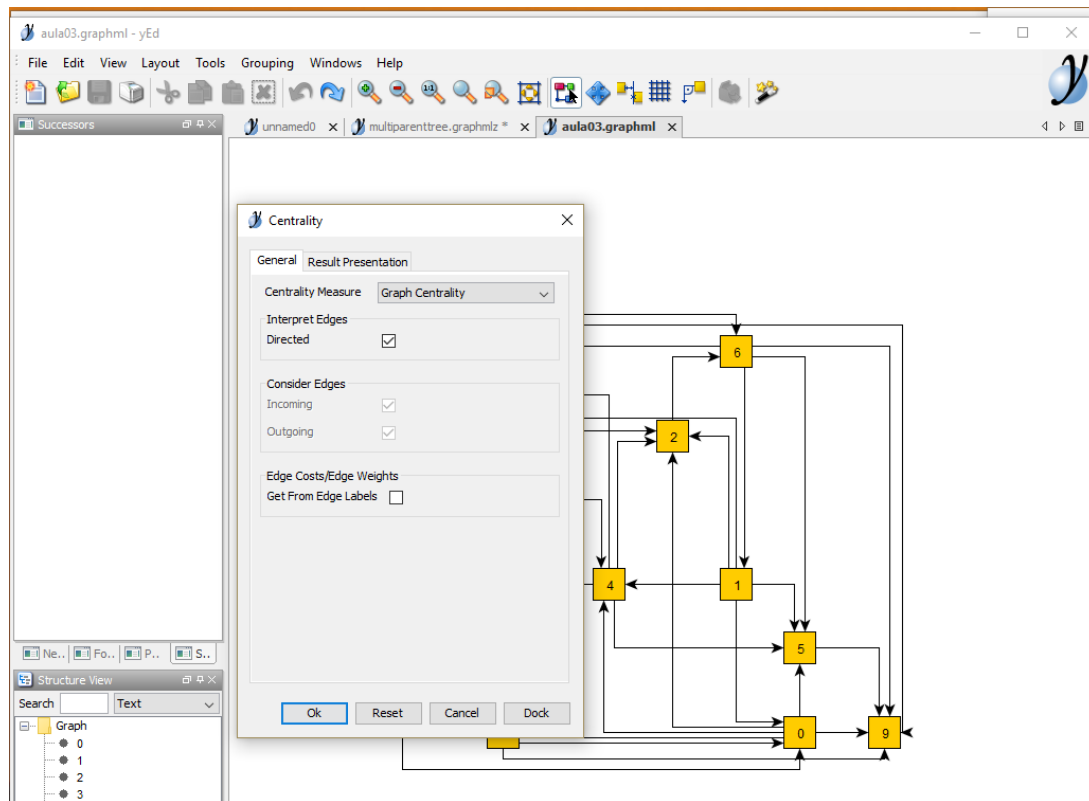 aula03.graphml - yEd
File Edit View Layout Tools Grouping Windows Help
Successors
unnamed0 multiparenttree.graphmlz * aula03.graphml
Centrality
General Result Presentation
Centrality Measure Graph Centrality
Interpret Edges
Directed
Consider Edges
Incoming
Outgoing
Edge Costs/Edge Weights
Get From Edge Labels
Ok Reset Cancel Dock
6
2
4 1
5
0 9
Ne.. Fo.. P.. S..
Structure View
Search Text
Graph
0
1
2
3